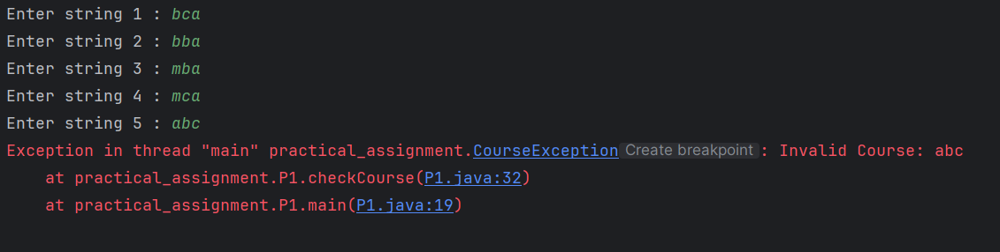 Enter string 1 : bca
Enter string 2 : bba
Enter string 3 : mba
Enter string 4 : mca
Enter string 5 : abc
Exception in thread "main" practical_assignment.CourseException Create breakpoint : Invalid Course: abc
    at practical_assignment.P1.checkCourse(P1.java:32)
    at practical_assignment.P1.main(P1.java:19)